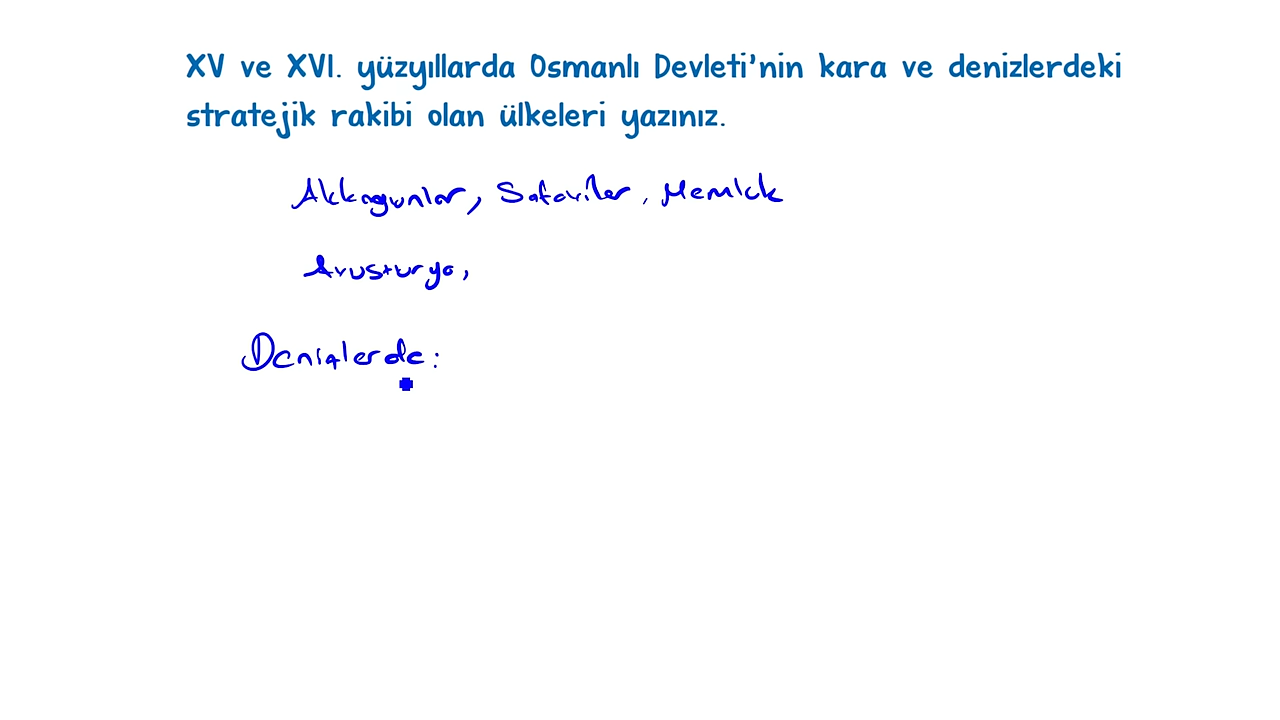 XV ve XVI. yüzyıllarda Osmanlı Devleti'nin kara ve denizlerdeki
stratejik rakibi olan ülkeleri yazınız.
Akkoyunlar, Safaviler, Memlük
Avusturya,
Denizlerde: